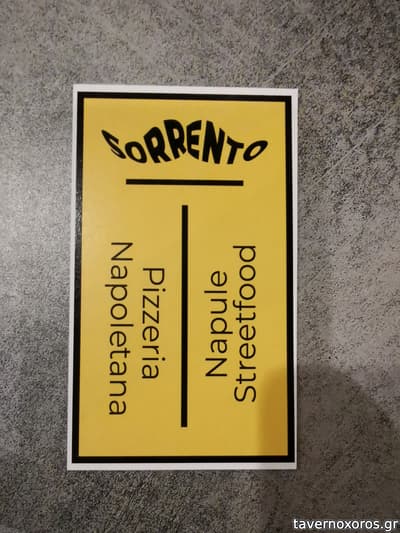 SORRENTO
Pizzeria
Napoletana
Napule
Streetfood
tavernoxoros.gr